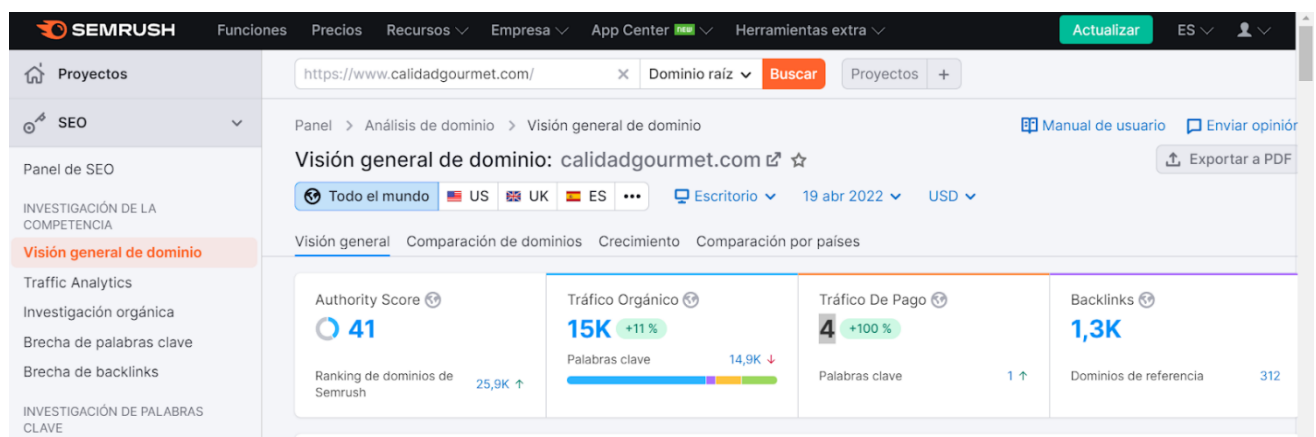 SEMRUSH Funciones Precios Recursos Empresa App Center new Herramientas extra Actualizar ES
Proyectos
https://www.calidadgourmet.com/ × Dominio raíz Buscar Proyectos +
SEO
Panel > Análisis de dominio > Visión general de dominio Manual de usuario Enviar opinión
Panel de SEO
Visión general de dominio: calidadgourmet.com Exportar a PDF
Todo el mundo US UK ES ••• Escritorio 19 abr 2022 USD
INVESTIGACIÓN DE LA
COMPETENCIA
Visión general Comparación de dominios Crecimiento Comparación por países
Visión general de dominio
Traffic Analytics
Investigación orgánica
Brecha de palabras clave
Brecha de backlinks
INVESTIGACIÓN DE PALABRAS
CLAVE
Authority Score
41
Ranking de dominios de
Semrush
25,9K ↑
Tráfico Orgánico
15K +11 %
Palabras clave 14,9K ↓
Tráfico De Pago
4 +100 %
Palabras clave 1 ↑
Backlinks
1,3K
Dominios de referencia 312